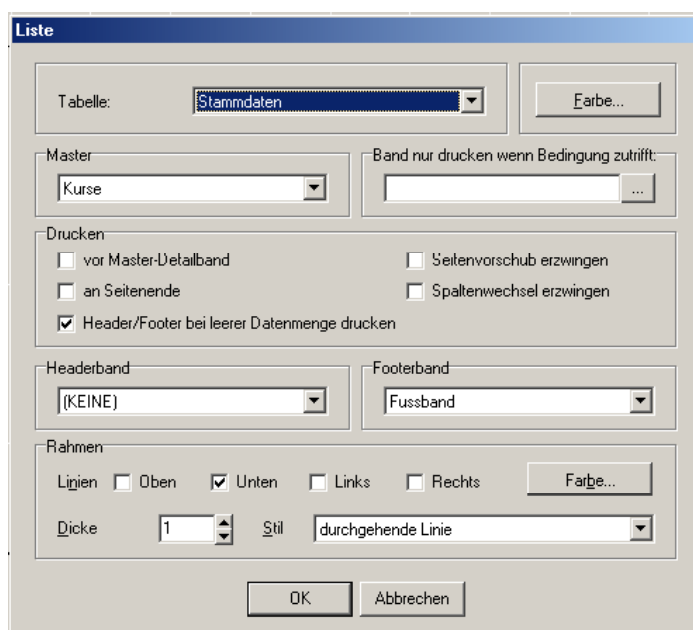 Liste
Tabelle: Stammdaten Farbe...
Master Band nur drucken wenn Bedingung zutrifft:
Kurse ...
Drucken
vor Master-Detailband Seitenvorschub erzwingen
an Seitenende Spaltenwechsel erzwingen
Header/Footer bei leerer Datenmenge drucken
Headerband Footerband
(KEINE) Fussband
Rahmen
Linien Oben Unten Links Rechts Farbe...
Dicke 1 Stil durchgehende Linie
OK Abbrechen